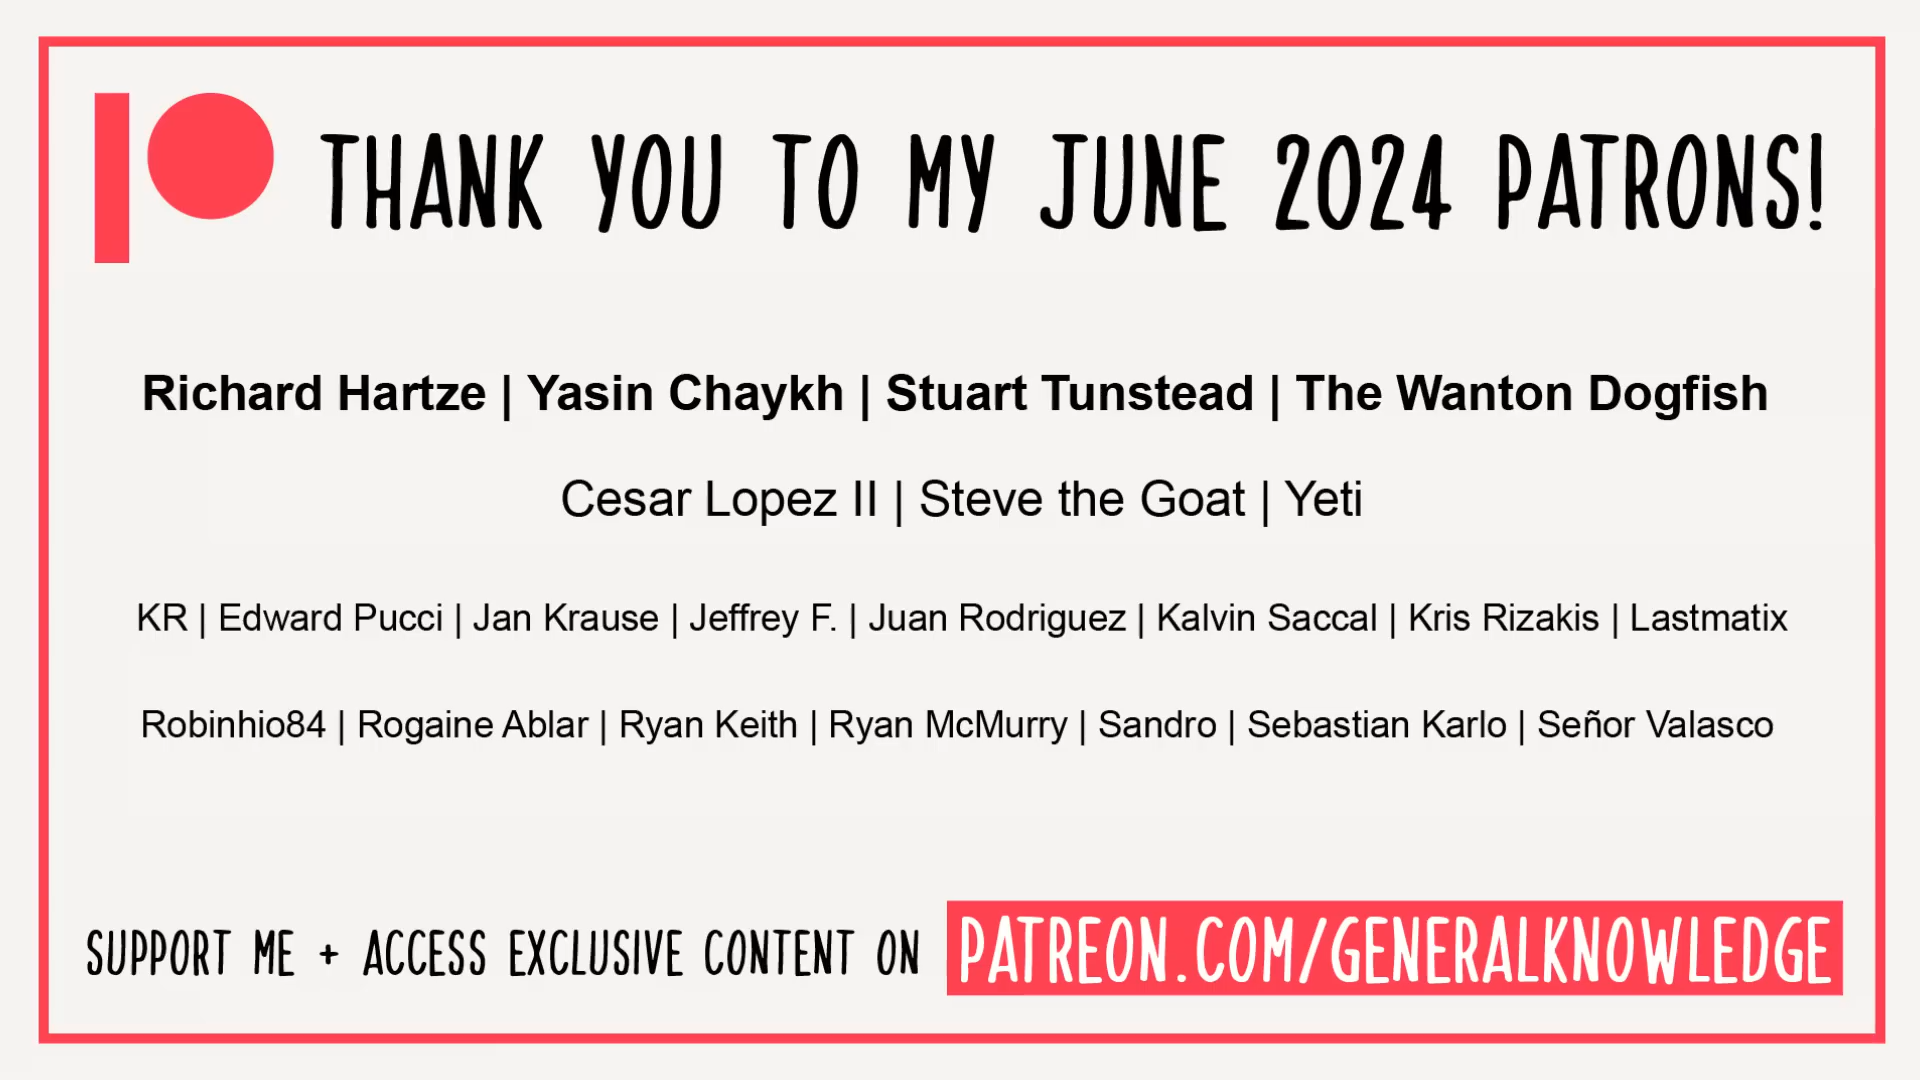 THANK YOU TO MY JUNE 2024 PATRONS!
Richard Hartze | Yasin Chaykh | Stuart Tunstead | The Wanton Dogfish
Cesar Lopez II | Steve the Goat | Yeti
KR | Edward Pucci | Jan Krause | Jeffrey F. | Juan Rodriguez | Kalvin Saccal | Kris Rizakis | Lastmatix
Robinhio84 | Rogaine Ablar | Ryan Keith | Ryan McMurry | Sandro | Sebastian Karlo | Señor Valasco
SUPPORT ME + ACCESS EXCLUSIVE CONTENT ON PATREON.COM/GENERALKNOWLEDGE